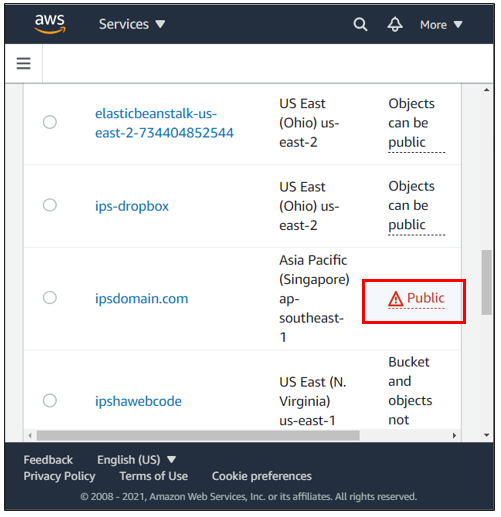 aws
Services
More
elasticbeanstalk-us-
east-2-734404852544
US East
(Ohio) us-
east-2
Objects
can be
public
ips-dropbox
US East
(Ohio) us-
east-2
Objects
can be
public
ipsdomain.com
Asia Pacific
(Singapore)
ap-
southeast-
1
Public
ipshawebcode
US East (N.
Virginia)
us-east-1
Bucket
and
objects
not
Feedback
English (US)
Privacy Policy
Terms of Use
Cookie preferences
© 2008 - 2021, Amazon Web Services, Inc. or its affiliates. All rights reserved.